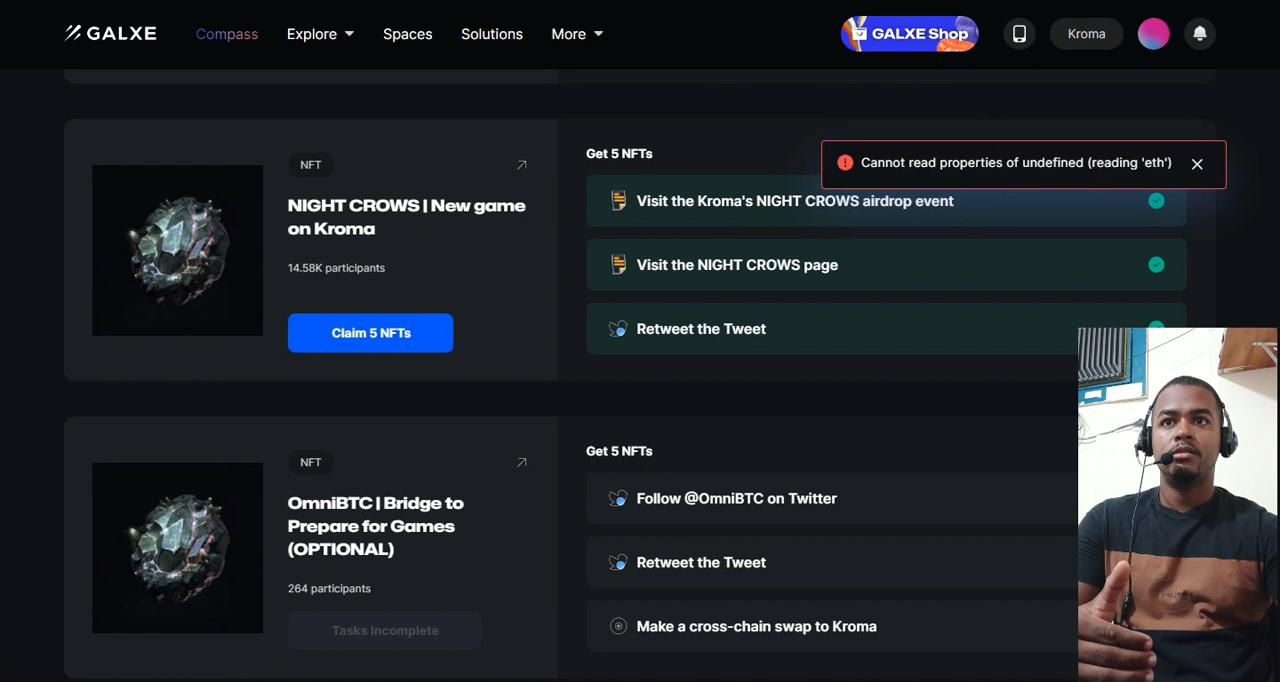 GALXE Compass Explore Spaces Solutions More GALXE Shop Kroma
NFT
NIGHT CROWS | New game
on Kroma
14.58K participants
Claim 5 NFTs
Get 5 NFTs
Cannot read properties of undefined (reading 'eth')
Visit the Kroma's NIGHT CROWS airdrop event
Visit the NIGHT CROWS page
Retweet the Tweet
NFT
OmniBTC | Bridge to
Prepare for Games
(OPTIONAL)
264 participants
Tasks Incomplete
Get 5 NFTs
Follow @OmniBTC on Twitter
Retweet the Tweet
Make a cross-chain swap to Kroma